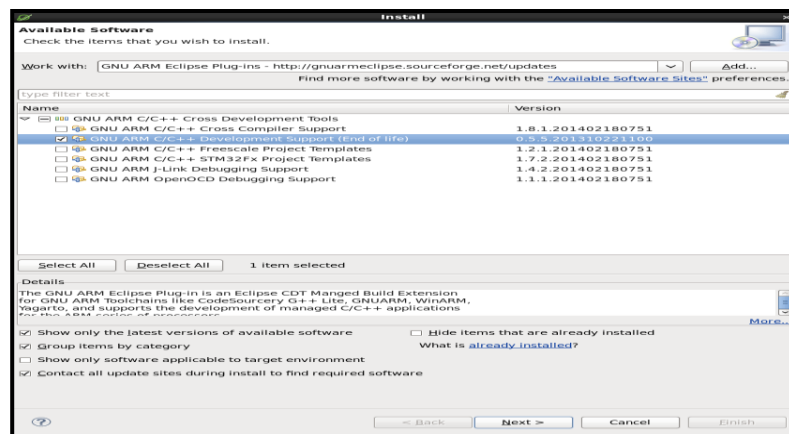 Install
Available Software
Check the items that you wish to install.
Work with: GNU ARM Eclipse Plug-ins - http://gnuarmeclipse.sourceforge.net/updates Add...
Find more software by working with the "Available Software Sites" preferences.
type filter text
Name Version
GNU ARM C/C++ Cross Development Tools
GNU ARM C/C++ Cross Compiler Support 1.8.1.201402180751
GNU ARM C/C++ Development Support (End of life) 0.5.5.201310221100
GNU ARM C/C++ Freescale Project Templates 1.2.1.201402180751
GNU ARM C/C++ STM32Fx Project Templates 1.7.2.201402180751
GNU ARM J-Link Debugging Support 1.4.2.201402180751
GNU ARM OpenOCD Debugging Support 1.1.1.201402180751
Select All Deselect All 1 item selected
Details
The GNU ARM Eclipse Plug-in is an Eclipse CDT Manged Build Extension
for GNU ARM Toolchains like CodeSourcery G++ Lite, GNUARM, WinARM,
Yagarto, and supports the development of managed C/C++ applications
for the ARM series of processors
More...
Show only the latest versions of available software Hide items that are already installed
Group items by category What is already installed?
Show only software applicable to target environment
Contact all update sites during install to find required software
? < Back Next > Cancel Finish